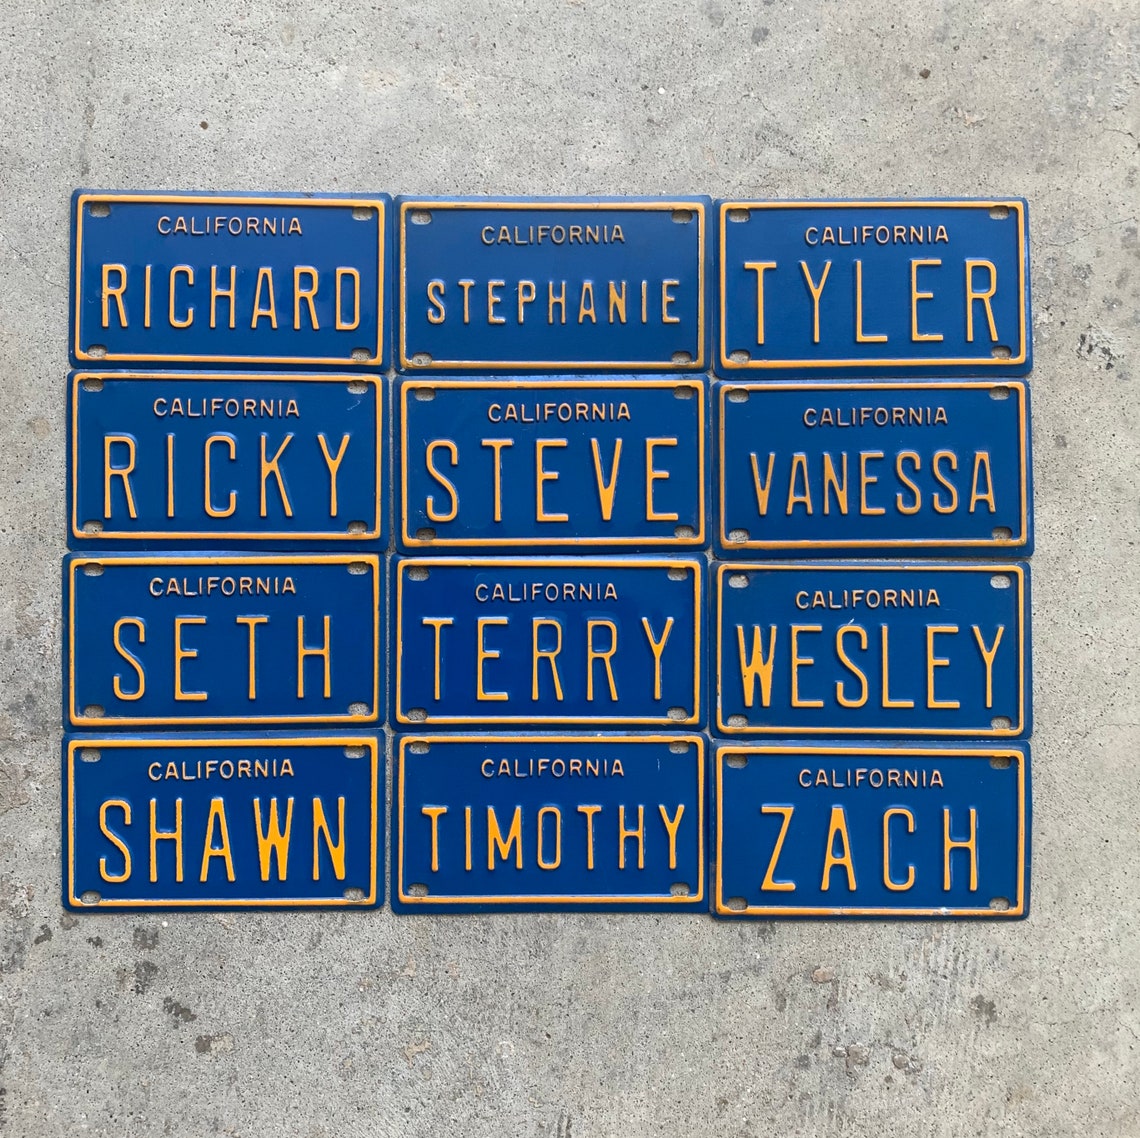 CALIFORNIA
RICHARD
CALIFORNIA
STEPHANIE
CALIFORNIA
TYLER
CALIFORNIA
RICKY
CALIFORNIA
STEVE
CALIFORNIA
VANESSA
CALIFORNIA
SETH
CALIFORNIA
TERRY
CALIFORNIA
WESLEY
CALIFORNIA
SHAWN
CALIFORNIA
TIMOTHY
CALIFORNIA
ZACH